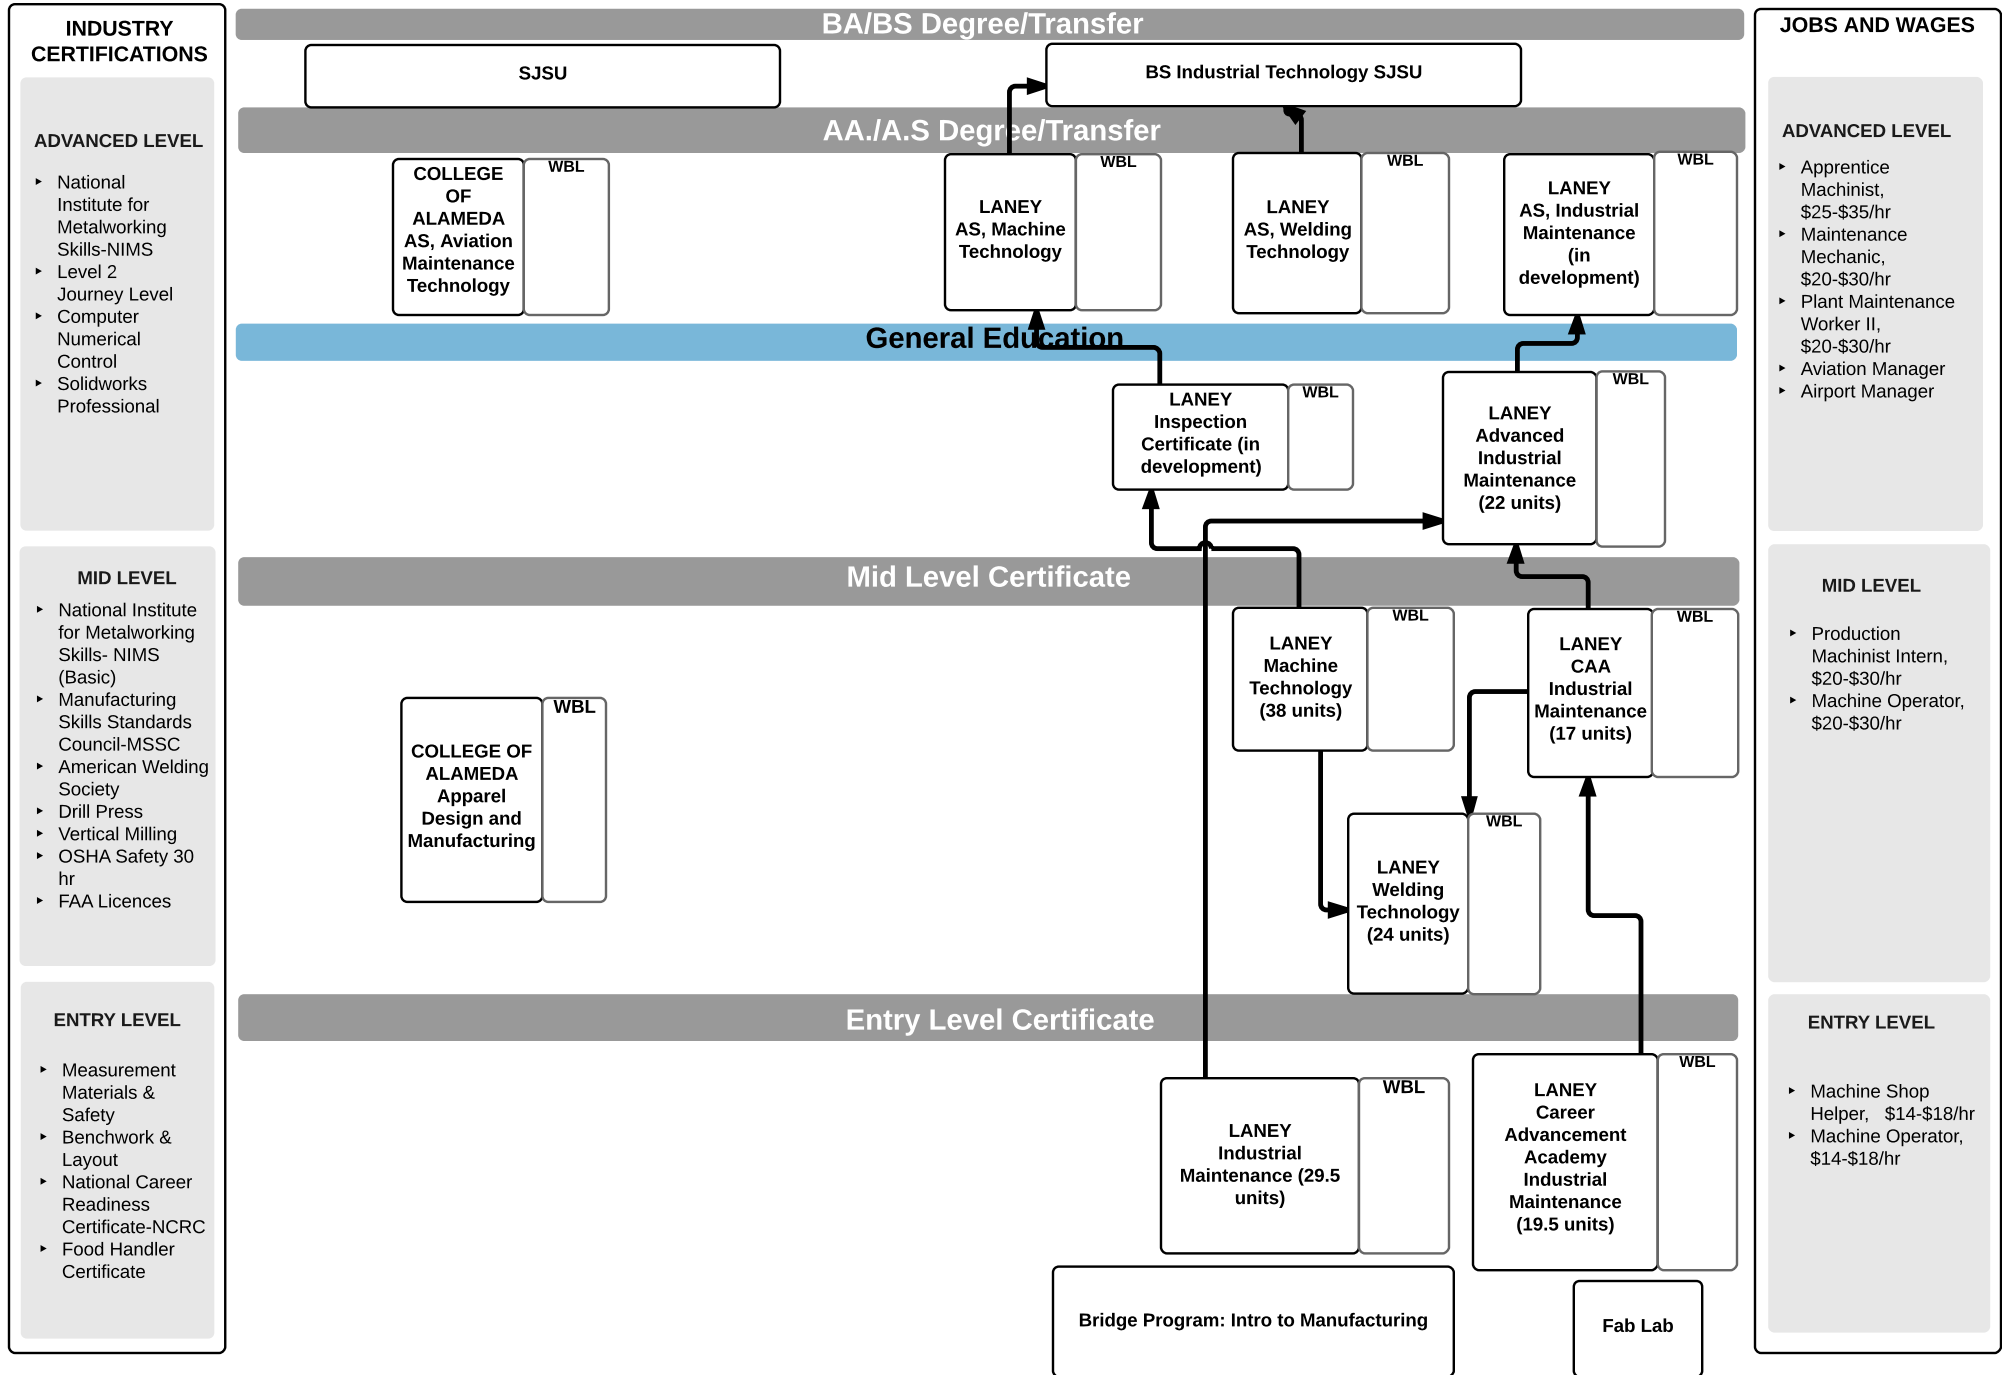 INDUSTRY
CERTIFICATIONS
ADVANCED LEVEL
National
Institute for
Metalworking
Skills-NIMS
Level 2
Journey Level
Computer
Numerical
Control
Solidworks
Professional
MID LEVEL
National Institute
for Metalworking
Skills- NIMS
(Basic)
Manufacturing
Skills Standards
Council-MSSC
American Welding
Society
Drill Press
Vertical Milling
OSHA Safety 30
hr
FAA Licences
ENTRY LEVEL
Measurement
Materials &
Safety
Benchwork &
Layout
National Career
Readiness
Certificate-NCRC
Food Handler
Certificate
BA/BS Degree/Transfer
SJSU
BS Industrial Technology SJSU
AA./A.S Degree/Transfer
COLLEGE
OF
ALAMEDA
AS, Aviation
Maintenance
Technology
WBL
LANEY
AS, Machine
Technology
WBL
LANEY
AS, Welding
Technology
WBL
LANEY
AS, Industrial
Maintenance
(in
development)
WBL
General Education
LANEY
Inspection
Certificate (in
development)
WBL
LANEY
Advanced
Industrial
Maintenance
(22 units)
WBL
Mid Level Certificate
COLLEGE OF
ALAMEDA
Apparel
Design and
Manufacturing
WBL
LANEY
Machine
Technology
(38 units)
WBL
LANEY
CAA
Industrial
Maintenance
(17 units)
WBL
LANEY
Welding
Technology
(24 units)
WBL
Entry Level Certificate
LANEY
Industrial
Maintenance (29.5
units)
WBL
LANEY
Career
Advancement
Academy
Industrial
Maintenance
(19.5 units)
WBL
Bridge Program: Intro to Manufacturing
Fab Lab
JOBS AND WAGES
ADVANCED LEVEL
Apprentice
Machinist,
$25-$35/hr
Maintenance
Mechanic,
$20-$30/hr
Plant Maintenance
Worker II,
$20-$30/hr
Aviation Manager
Airport Manager
MID LEVEL
Production
Machinist Intern,
$20-$30/hr
Machine Operator,
$20-$30/hr
ENTRY LEVEL
Machine Shop
Helper,   $14-$18/hr
Machine Operator,
$14-$18/hr